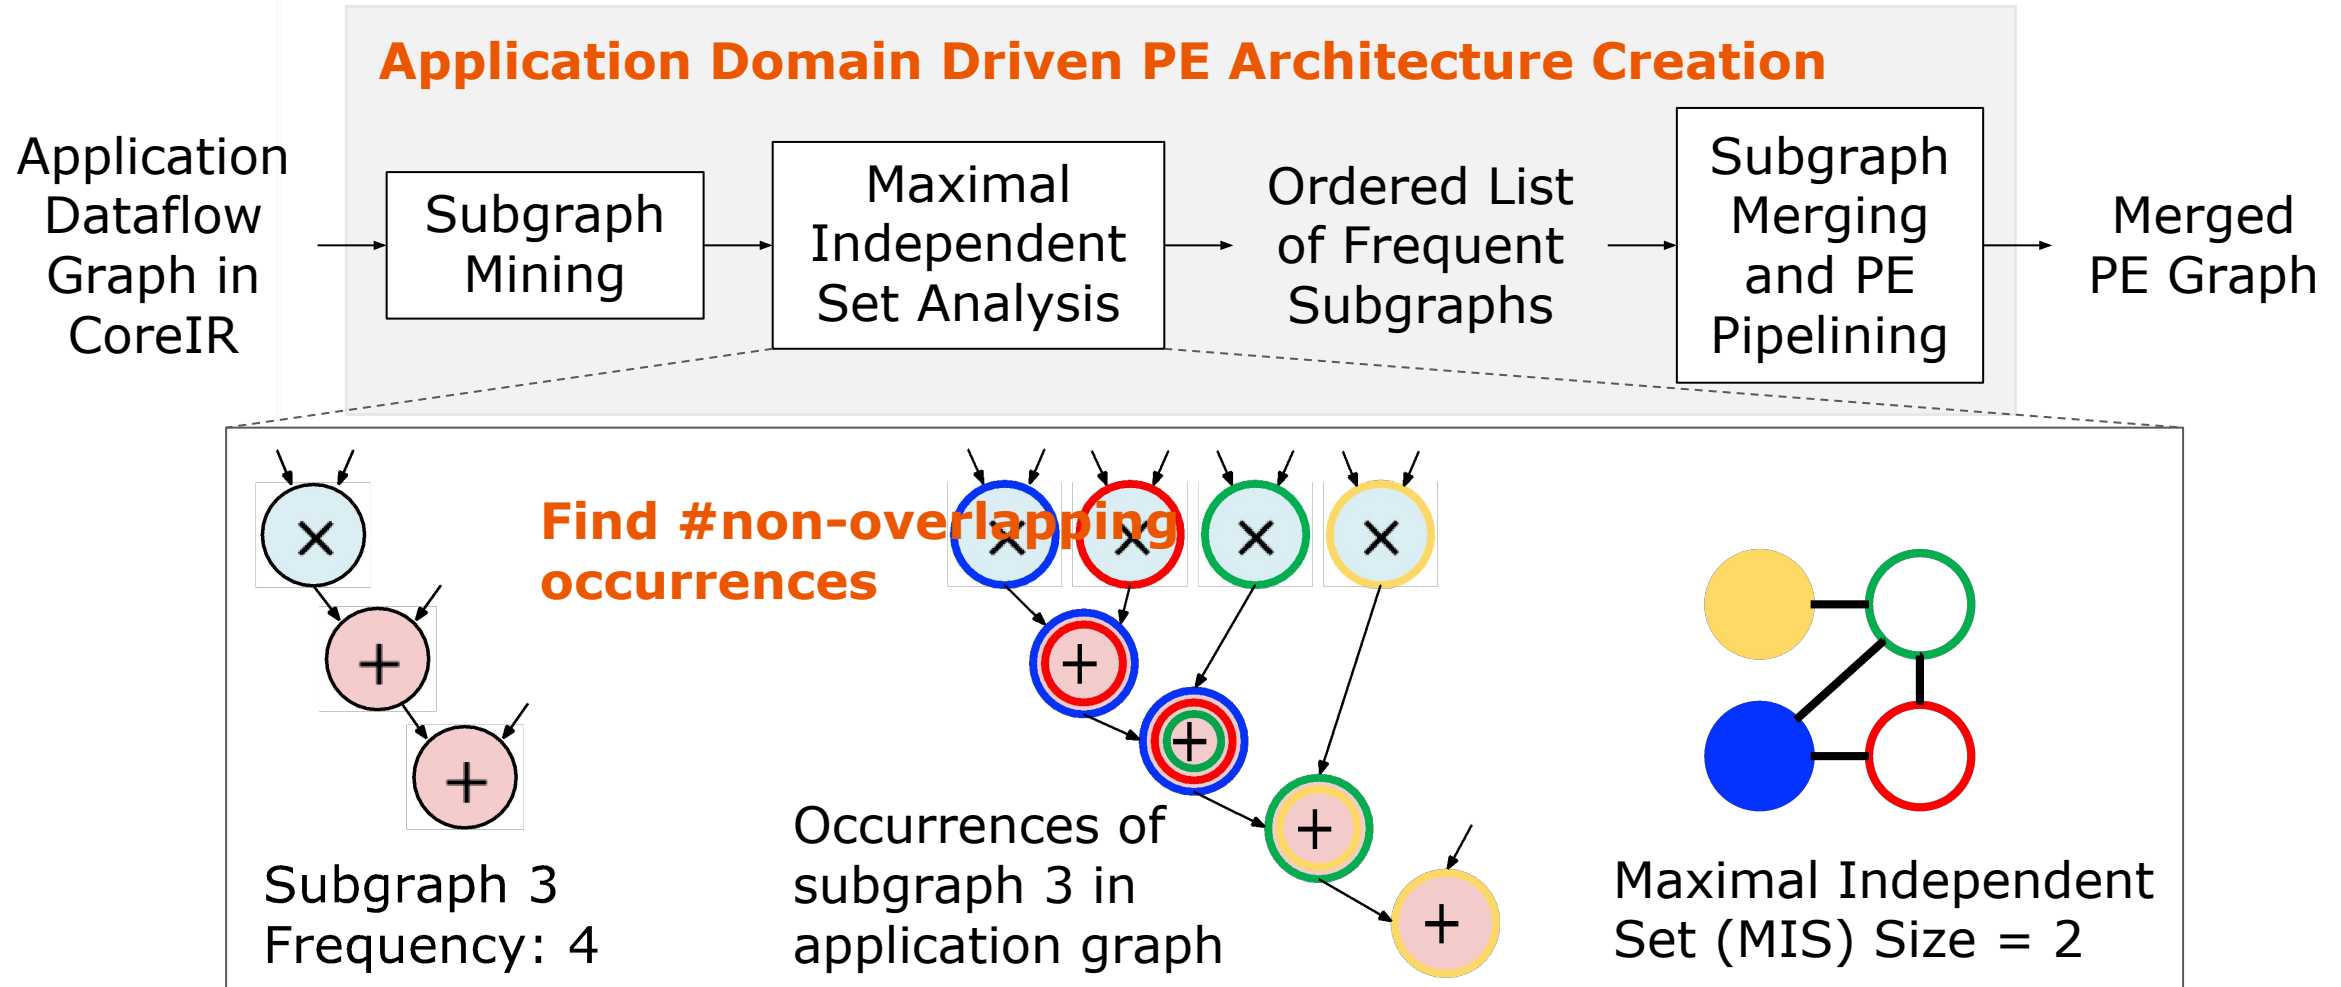 Application Domain Driven PE Architecture Creation
Application
Dataflow
Graph in
CoreIR
Subgraph
Mining
Maximal
Independent
Set Analysis
Ordered List
of Frequent
Subgraphs
Subgraph
Merging
and PE
Pipelining
Merged
PE Graph
×
+
+
Subgraph 3
Frequency: 4
Find #non-overlapping
occurrences
× × × ×
+
+
+
+
Occurrences of
subgraph 3 in
application graph
Maximal Independent
Set (MIS) Size = 2